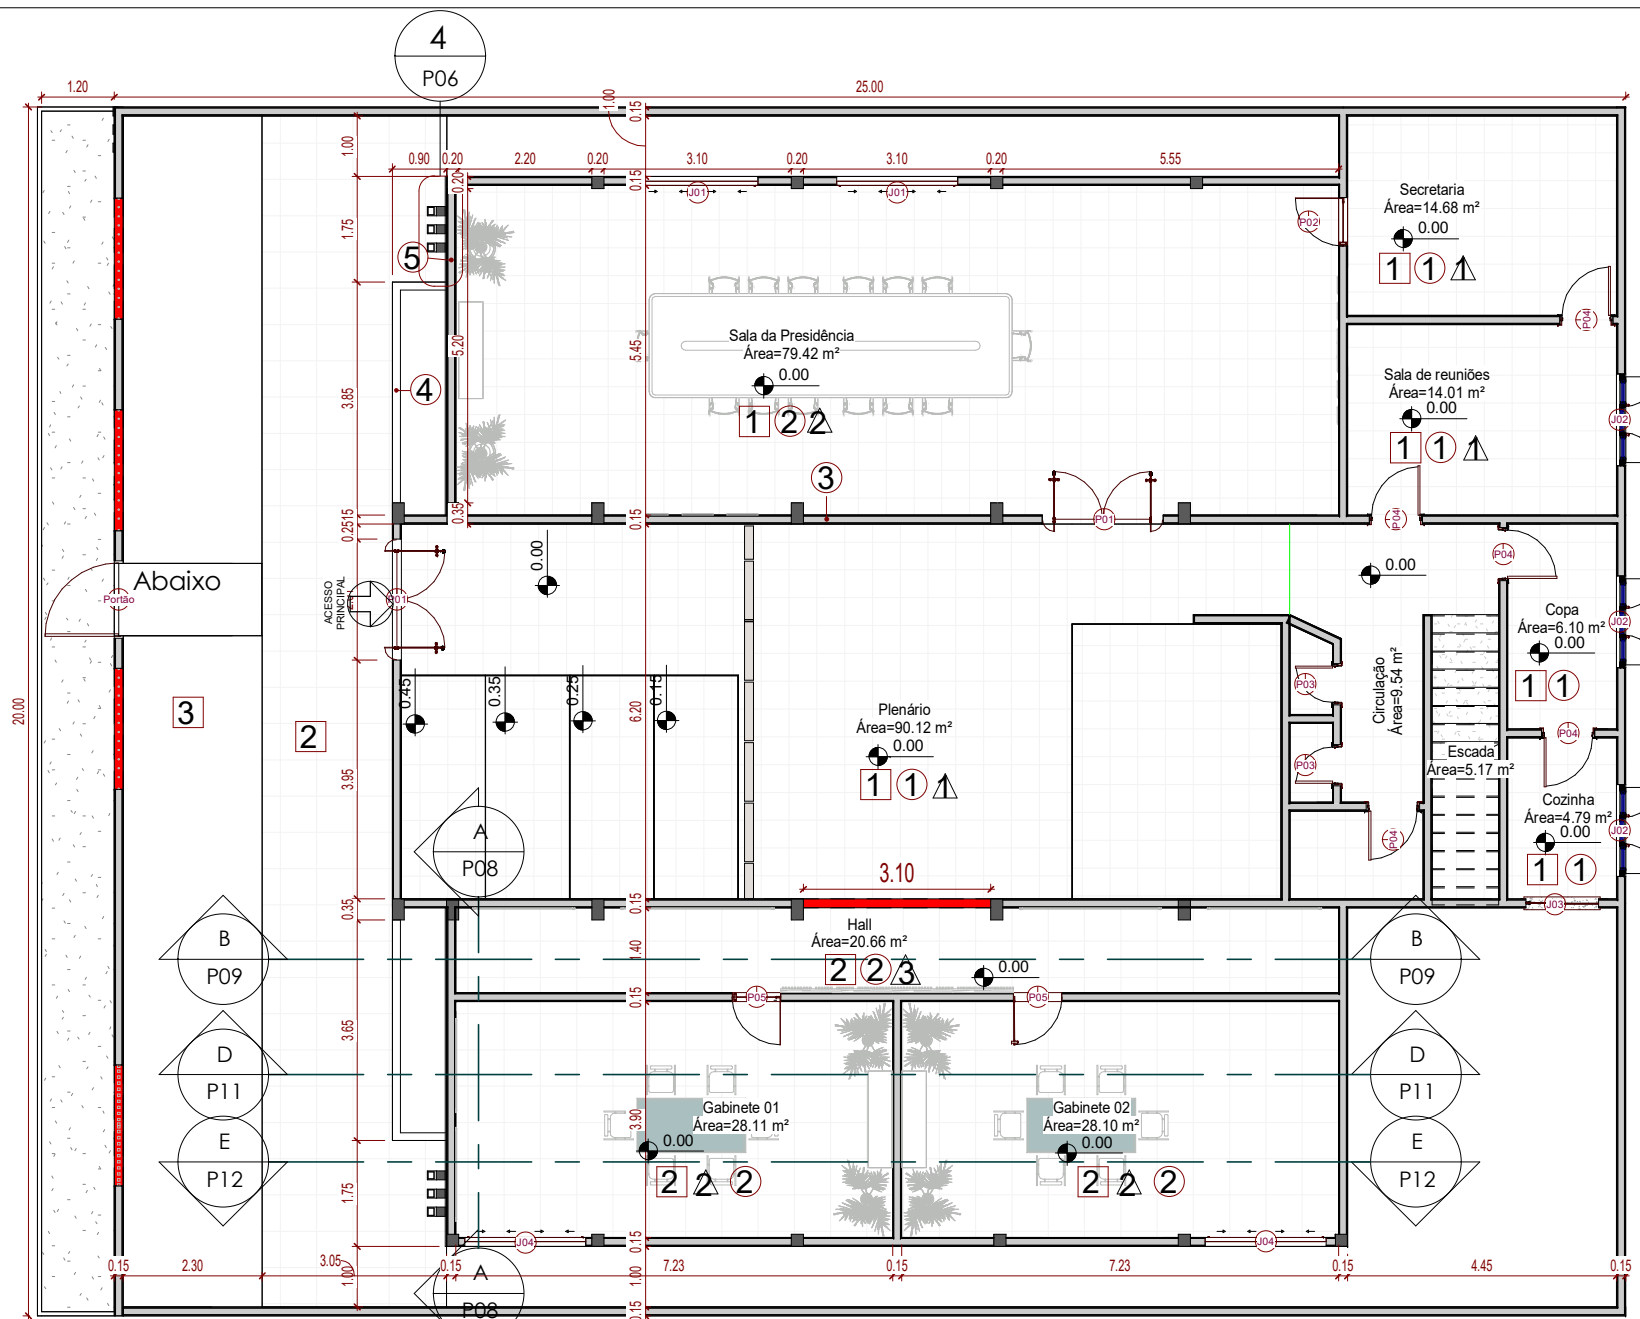 4
P06
1.20
25.00
1.00
0.15
1.00
0.90
0.20
2.20
0.20
3.10
0.20
3.10
0.20
5.55
0.20
0.15
J01
J01
P02
Secretaria
Área=14.68 m²
0.00
1
1
1
1.75
5
P04
Sala da Presidência
Área=79.42 m²
0.00
1
2
2
5.20
5.45
3.85
4
Sala de reuniões
Área=14.01 m²
0.00
1
1
1
J02
3
0.35
0.15
P01
P04
0.25
15
0.00
0.00
P04
Abaixo
Portão
ACESSO
PRINCIPAL
P01
Copa
Área=6.10 m²
0.00
1
1
J02
20.00
3
2
0.45
0.35
0.25
0.15
6.20
Plenário
Área=90.12 m²
0.00
1
1
1
P03
P03
Circulação
Área=9.54 m²
Escada
Área=5.17 m²
P04
3.95
Cozinha
Área=4.79 m²
0.00
1
1
J02
P04
A
P08
3.10
0.35
0.15
J03
Hall
Área=20.66 m²
2
2
3
0.00
1.40
B
P09
B
P09
0.15
P05
P05
3.65
D
P11
D
P11
Gabinete 01
Área=28.11 m²
0.00
2
2
2
3.90
Gabinete 02
Área=28.10 m²
0.00
2
2
2
E
P12
E
P12
1.75
J04
J04
0.15
0.15
2.30
3.05
1.00
0.15
7.23
1.00
0.15
7.23
0.15
4.45
0.15
A
P08
0.15